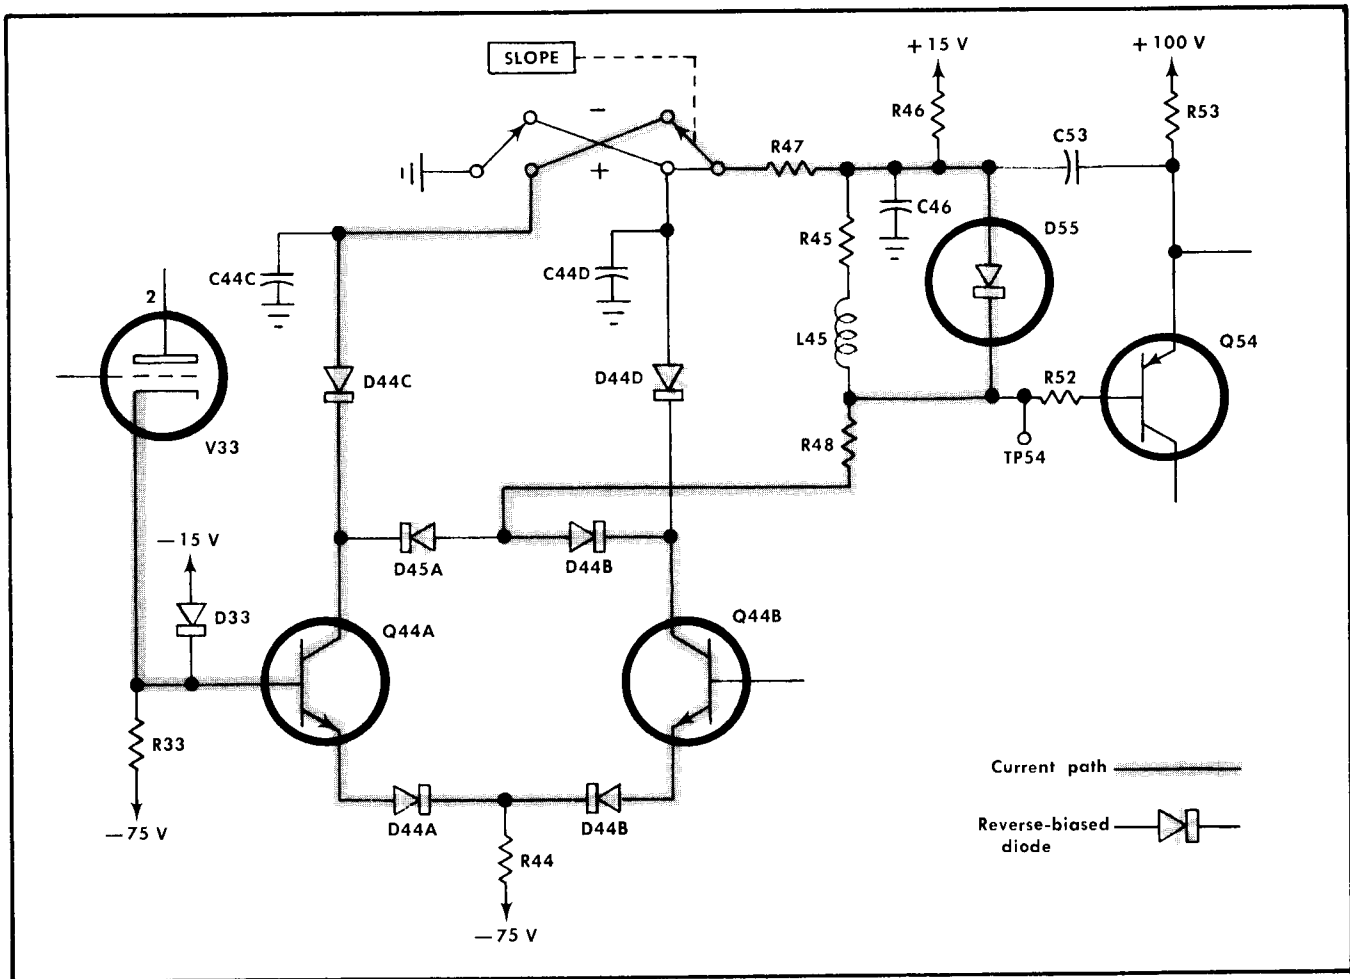 SLOPE
−
+
+15 V
R46
+100 V
R53
C53
R47
C46
D55
R45
L45
R48
R52
TP54
Q54
C44C
C44D
2
V33
D44C
D44D
−15 V
D33
D45A
D44B
Q44A
Q44B
R33
−75 V
D44A
D44B
R44
−75 V
Current path
Reverse-biased
diode